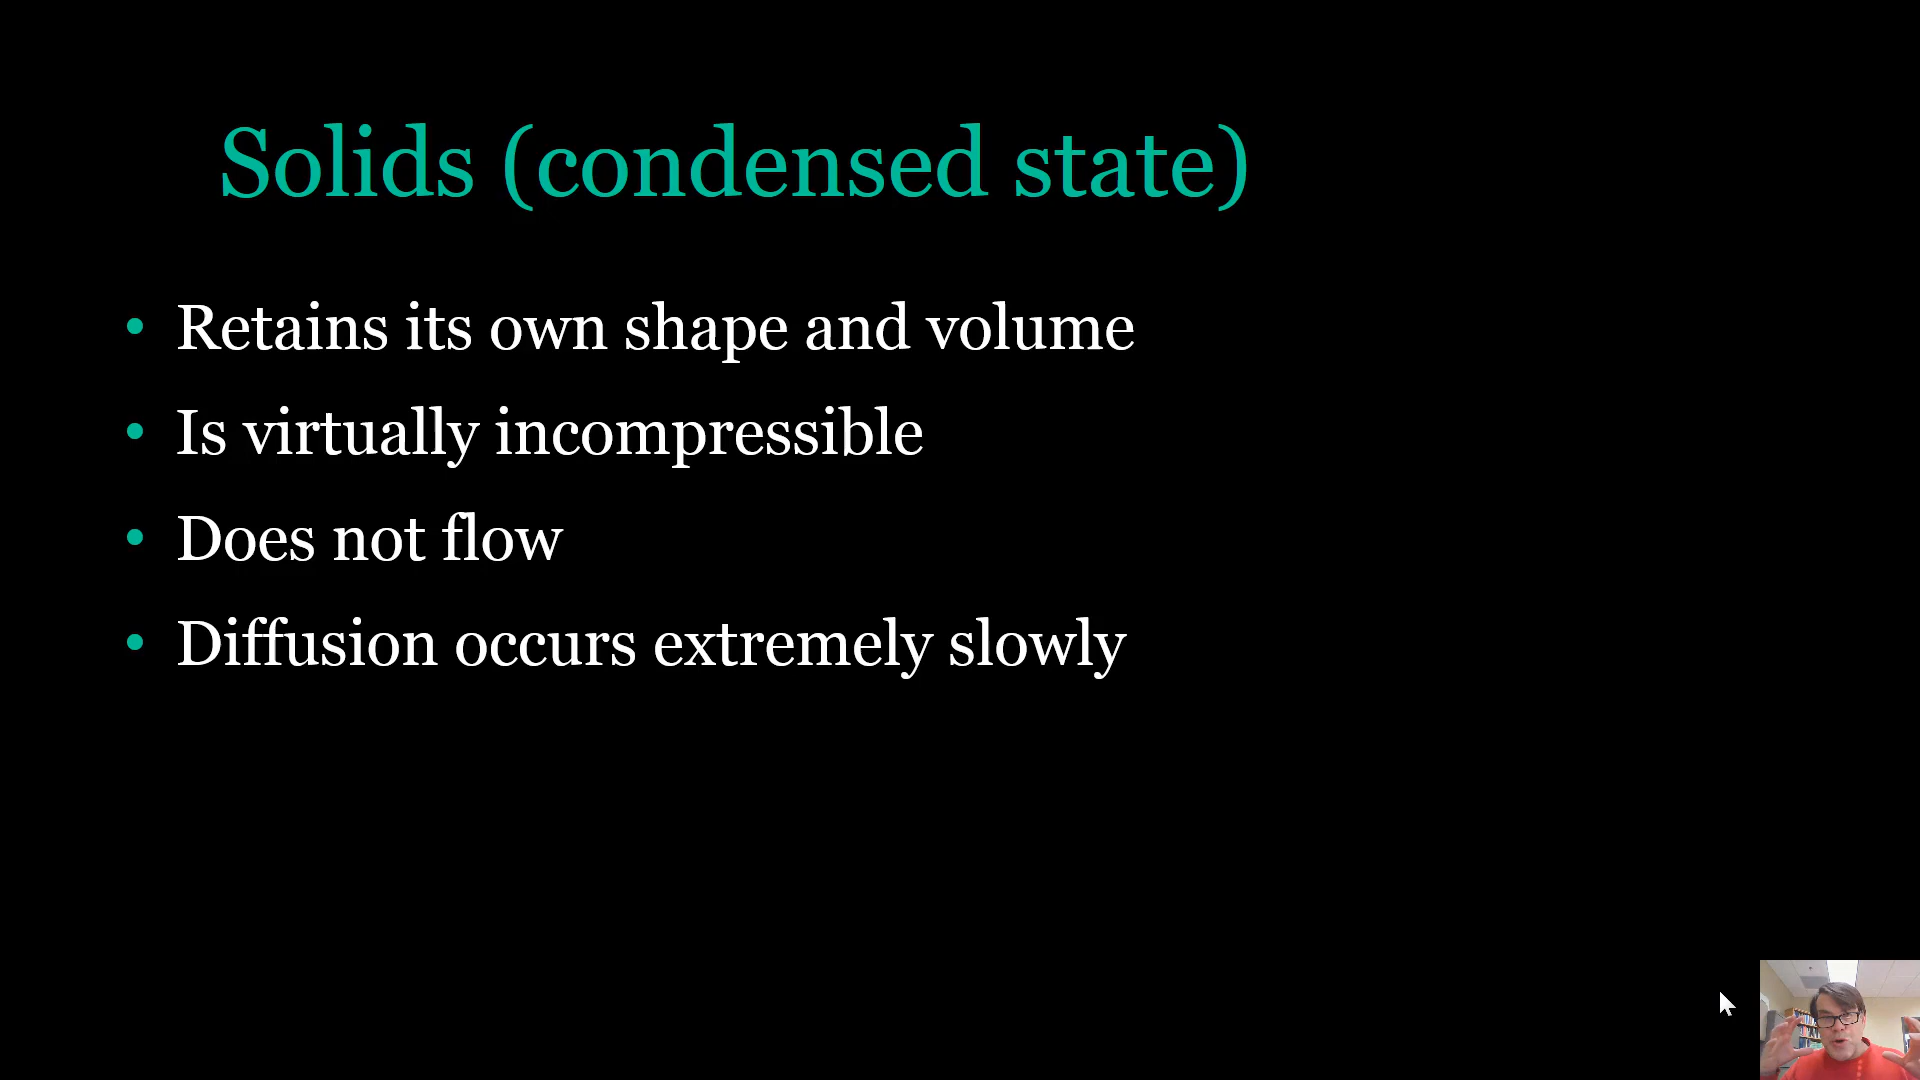 Solids (condensed state)
• Retains its own shape and volume
• Is virtually incompressible
• Does not flow
• Diffusion occurs extremely slowly